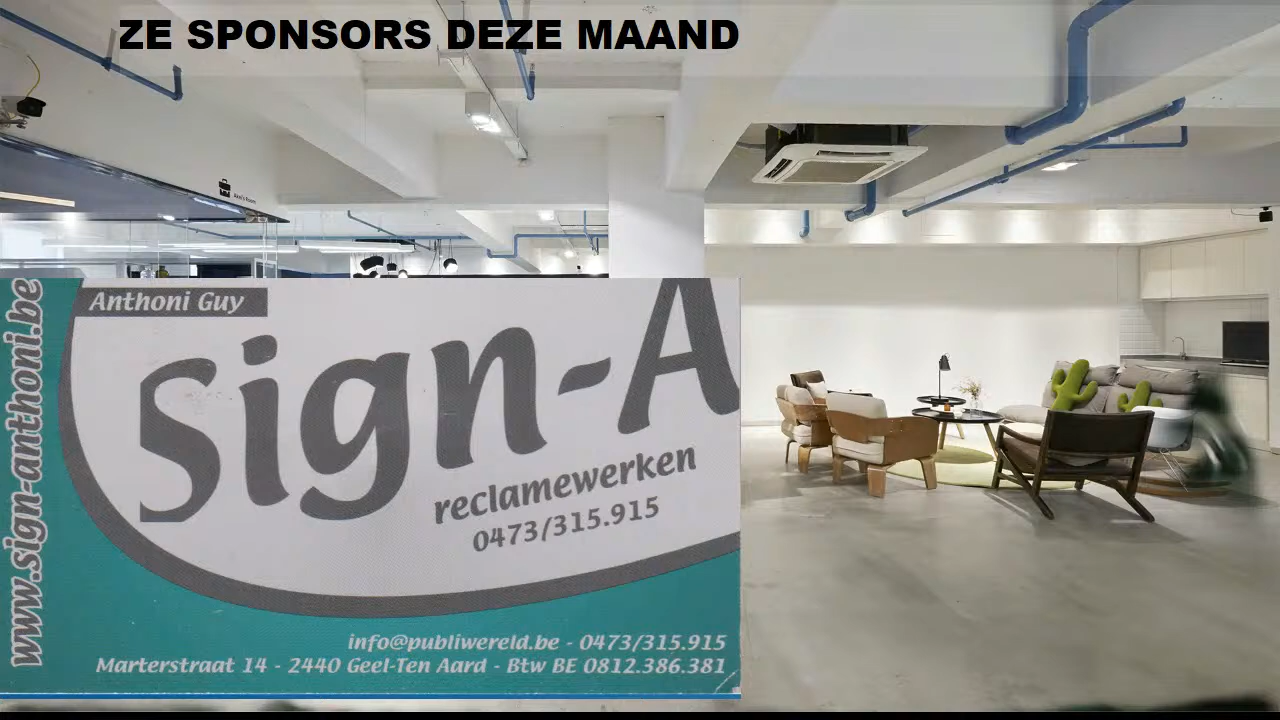 ZE SPONSORS DEZE MAAND
Anthoni Guy
Sign-A
reclamewerken
0473/315.915
www.sign-anthoni.be
info@publiwereld.be - 0473/315.915
Marterstraat 14 - 2440 Geel-Ten Aard - Btw BE 0812.386.381